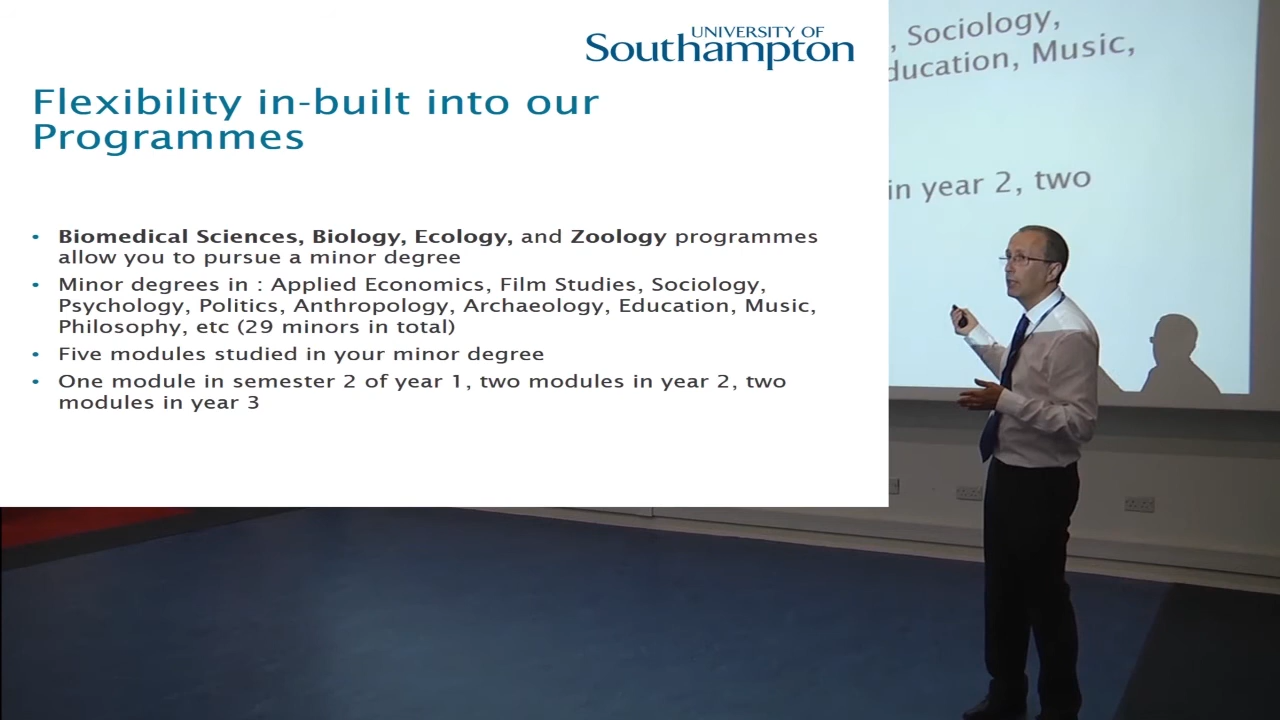 UNIVERSITY OF
Southampton
Flexibility in-built into our
Programmes
• Biomedical Sciences, Biology, Ecology, and Zoology programmes
allow you to pursue a minor degree
• Minor degrees in : Applied Economics, Film Studies, Sociology,
Psychology, Politics, Anthropology, Archaeology, Education, Music,
Philosophy, etc (29 minors in total)
• Five modules studied in your minor degree
• One module in semester 2 of year 1, two modules in year 2, two
modules in year 3
, Sociology,
ducation, Music,
in year 2, two